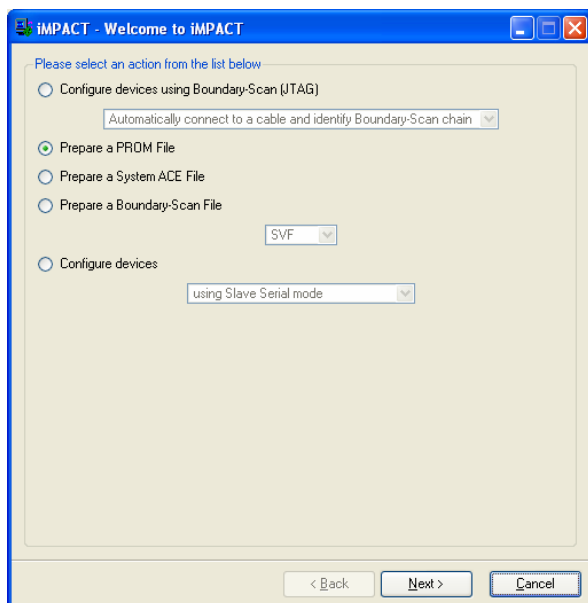 iMPACT - Welcome to iMPACT
Please select an action from the list below
Configure devices using Boundary-Scan (JTAG)
Automatically connect to a cable and identify Boundary-Scan chain
Prepare a PROM File
Prepare a System ACE File
Prepare a Boundary-Scan File
SVF
Configure devices
using Slave Serial mode
< Back Next > Cancel